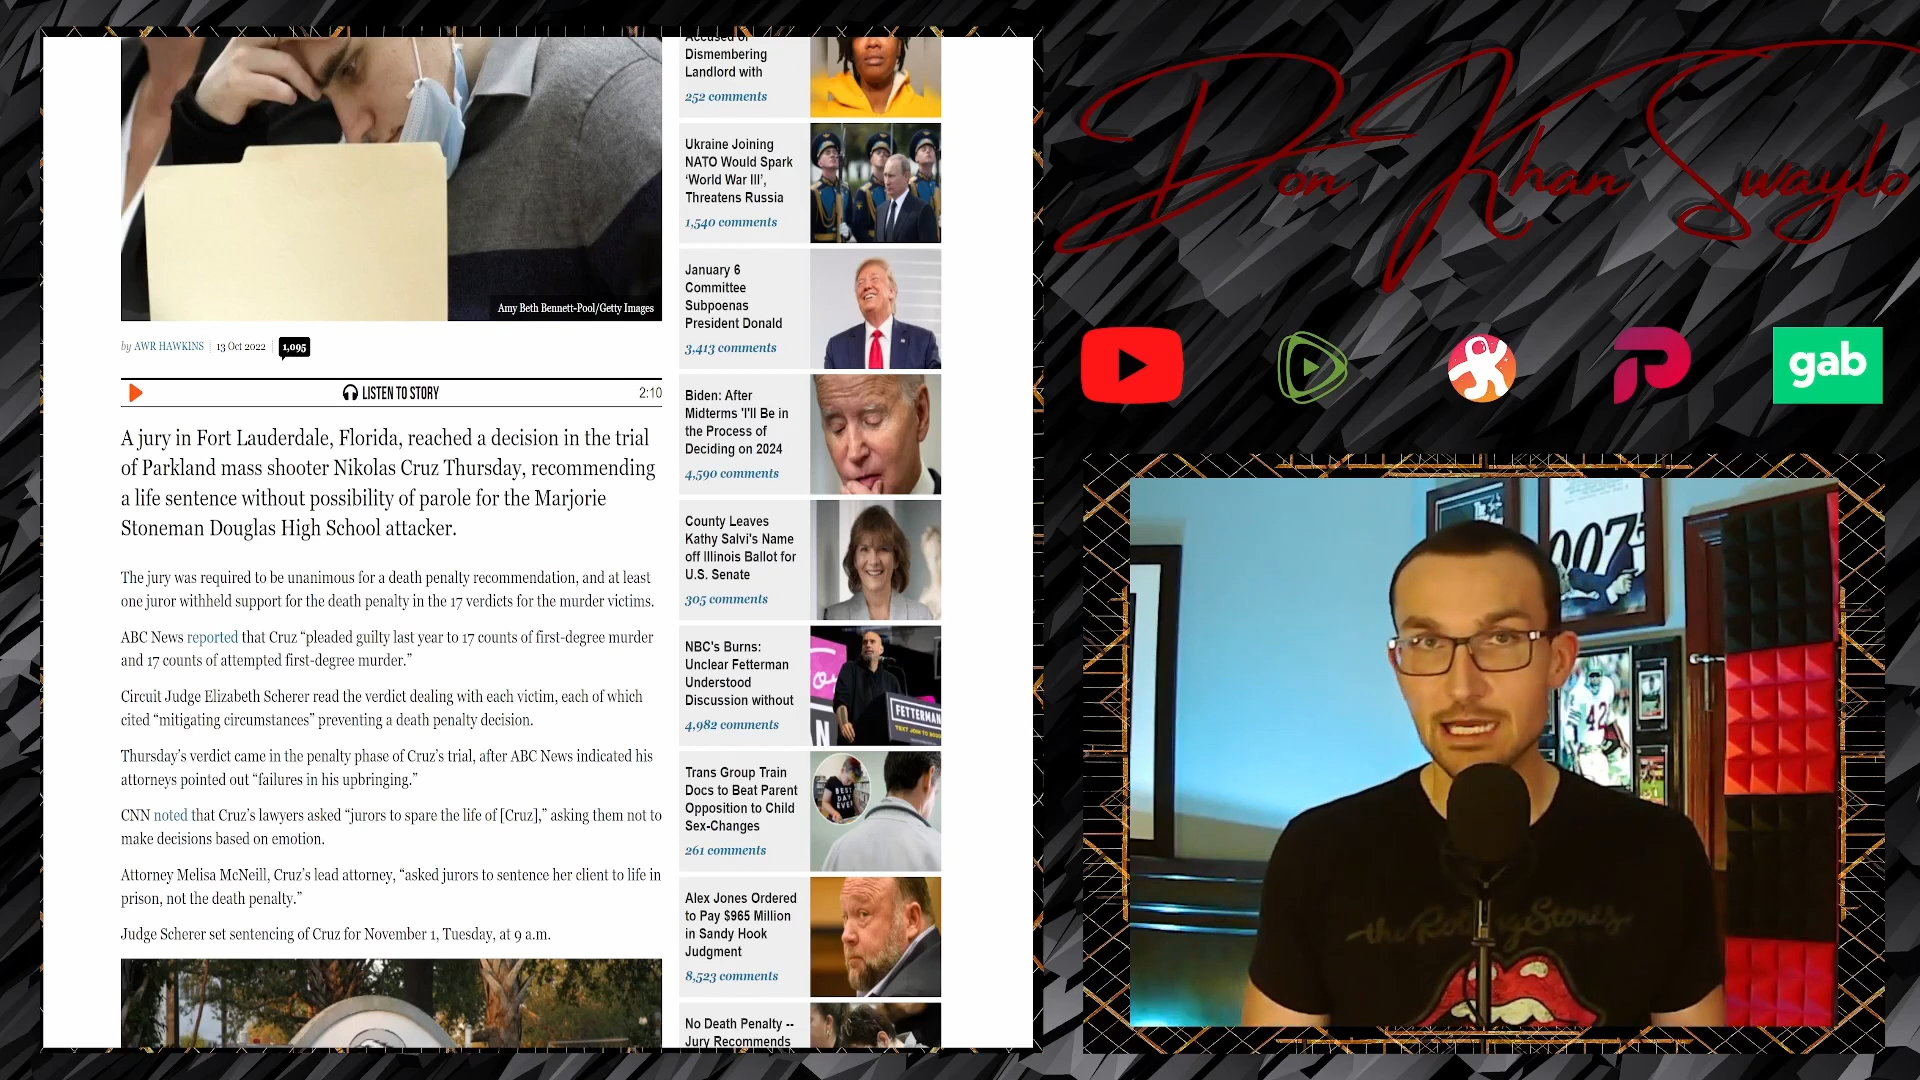 Amy Beth Bennett-Pool/Getty Images
by AWR HAWKINS | 13 Oct 2022 | 1,095
LISTEN TO STORY 2:10
A jury in Fort Lauderdale, Florida, reached a decision in the trial
of Parkland mass shooter Nikolas Cruz Thursday, recommending
a life sentence without possibility of parole for the Marjorie
Stoneman Douglas High School attacker.
The jury was required to be unanimous for a death penalty recommendation, and at least
one juror withheld support for the death penalty in the 17 verdicts for the murder victims.
ABC News reported that Cruz “pleaded guilty last year to 17 counts of first-degree murder
and 17 counts of attempted first-degree murder.”
Circuit Judge Elizabeth Scherer read the verdict dealing with each victim, each of which
cited “mitigating circumstances” preventing a death penalty decision.
Thursday’s verdict came in the penalty phase of Cruz’s trial, after ABC News indicated his
attorneys pointed out “failures in his upbringing.”
CNN noted that Cruz’s lawyers asked “jurors to spare the life of [Cruz],” asking them not to
make decisions based on emotion.
Attorney Melisa McNeill, Cruz’s lead attorney, “asked jurors to sentence her client to life in
prison, not the death penalty.”
Judge Scherer set sentencing of Cruz for November 1, Tuesday, at 9 a.m.
Accused of
Dismembering
Landlord with
252 comments
Ukraine Joining
NATO Would Spark
‘World War III’,
Threatens Russia
1,540 comments
January 6
Committee
Subpoenas
President Donald
3,413 comments
Biden: After
Midterms 'I'll Be in
the Process of
Deciding on 2024
4,590 comments
County Leaves
Kathy Salvi's Name
off Illinois Ballot for
U.S. Senate
305 comments
NBC's Burns:
Unclear Fetterman
Understood
Discussion without
4,982 comments
FETTERMAN
Trans Group Train
Docs to Beat Parent
Opposition to Child
Sex-Changes
261 comments
BEST
DAY
EVER
Alex Jones Ordered
to Pay $965 Million
in Sandy Hook
Judgment
8,523 comments
No Death Penalty --
Jury Recommends
Don Khan Swaylo
gab
007
42
the Rolling Stones